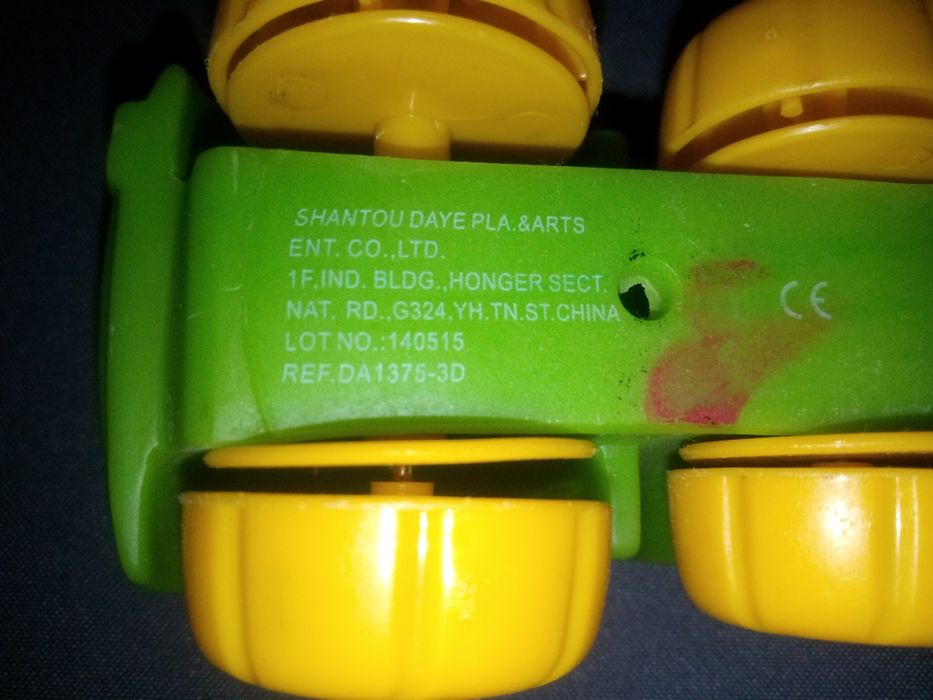 SHANTOU DAYE PLA.&ARTS
ENT. CO.,LTD.
1F,IND. BLDG.,HONGER SECT.
NAT. RD.,G324,YH.TN.ST.CHINA
LOT NO.:140515
REF.DA1375-3D
CE